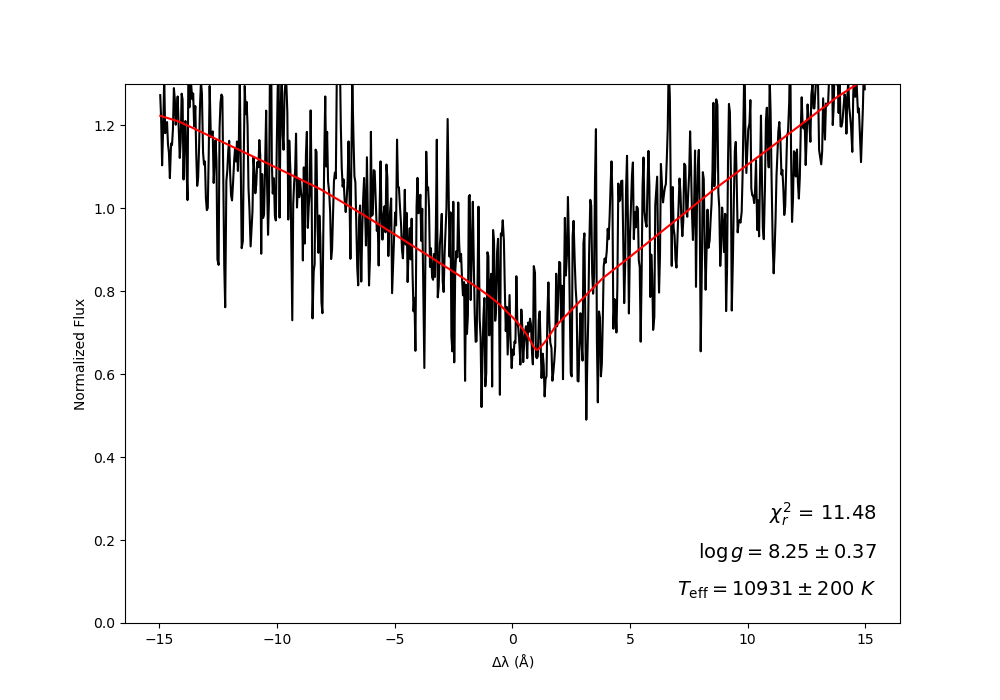 1.2
1.0
0.8
0.6
0.4
0.2
0.0
Normalized Flux
χ²ᵣ = 11.48
log g = 8.25 ± 0.37
T_eff = 10931 ± 200 K
−15 −10 −5 0 5 10 15
Δλ (Å)